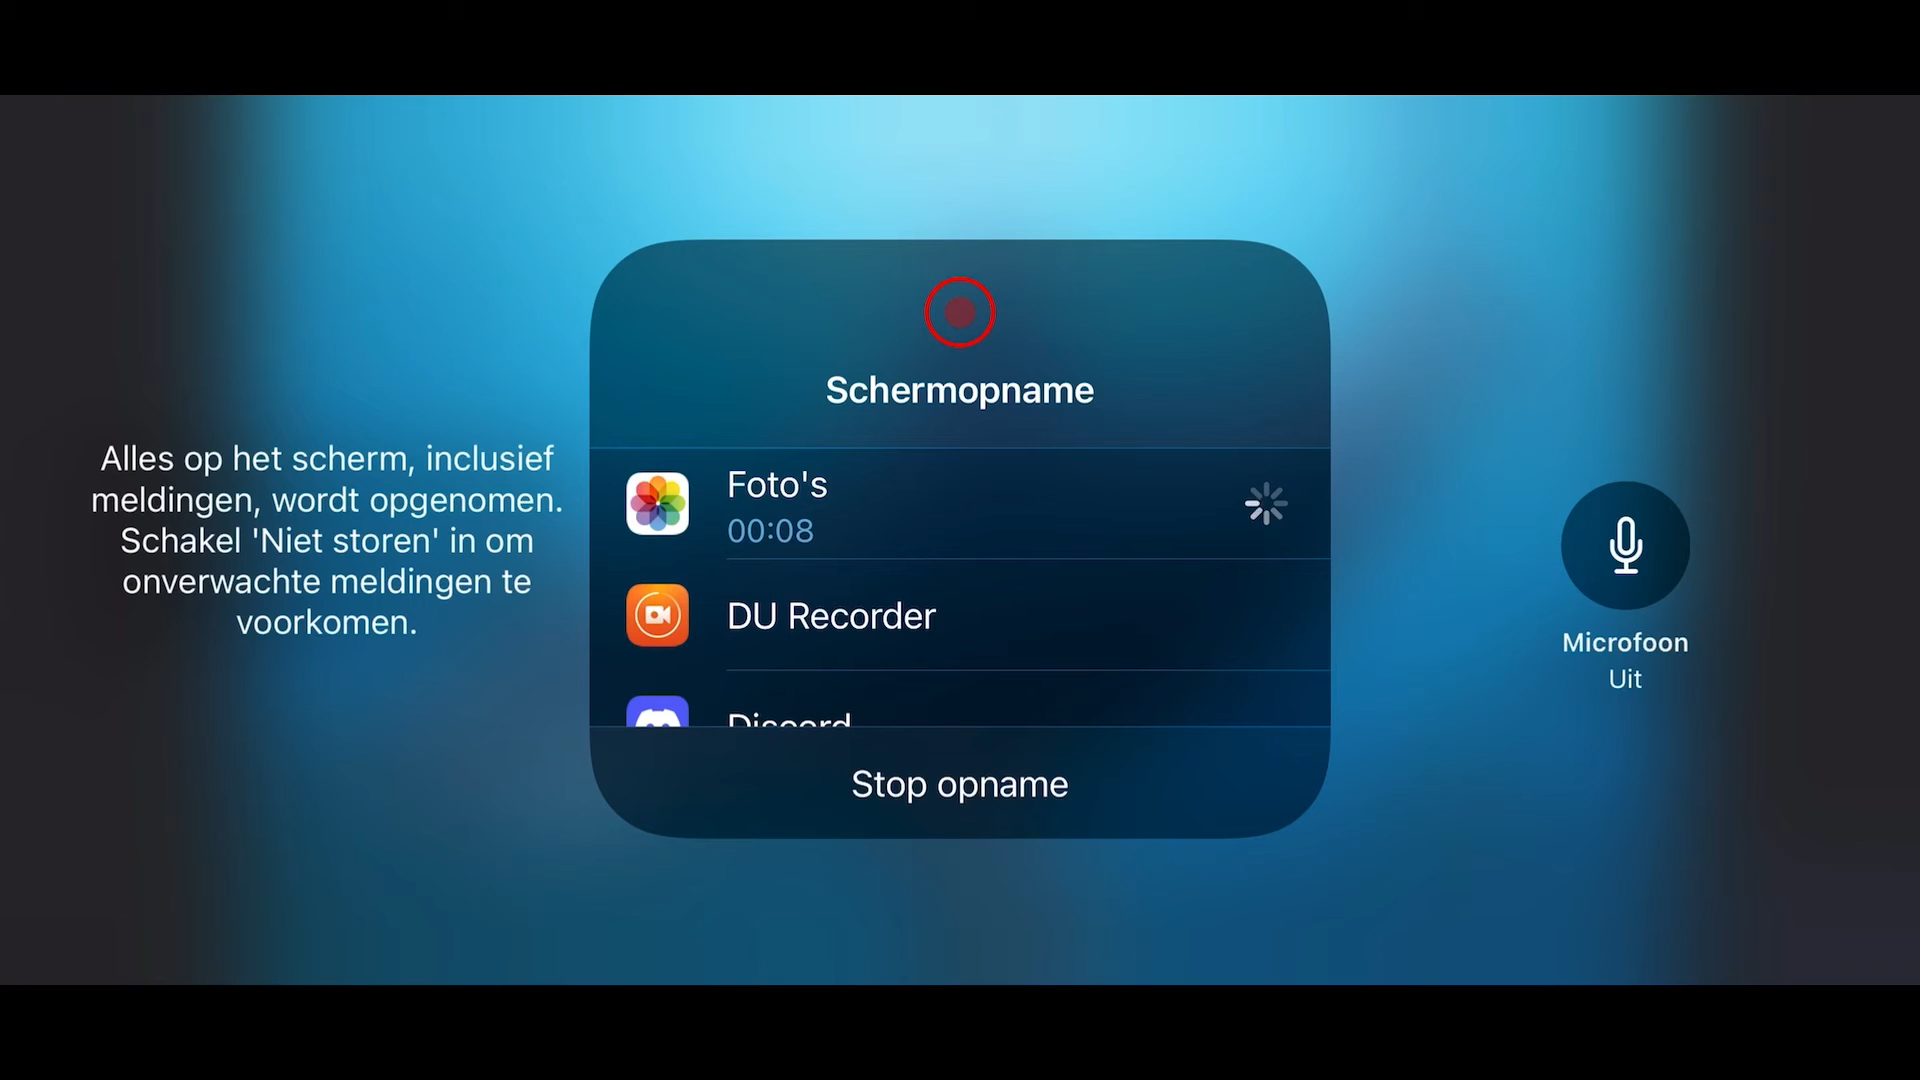 Alles op het scherm, inclusief
meldingen, wordt opgenomen.
Schakel 'Niet storen' in om
onverwachte meldingen te
voorkomen.
Schermopname
Foto's
00:08
DU Recorder
Discord
Stop opname
Microfoon
Uit